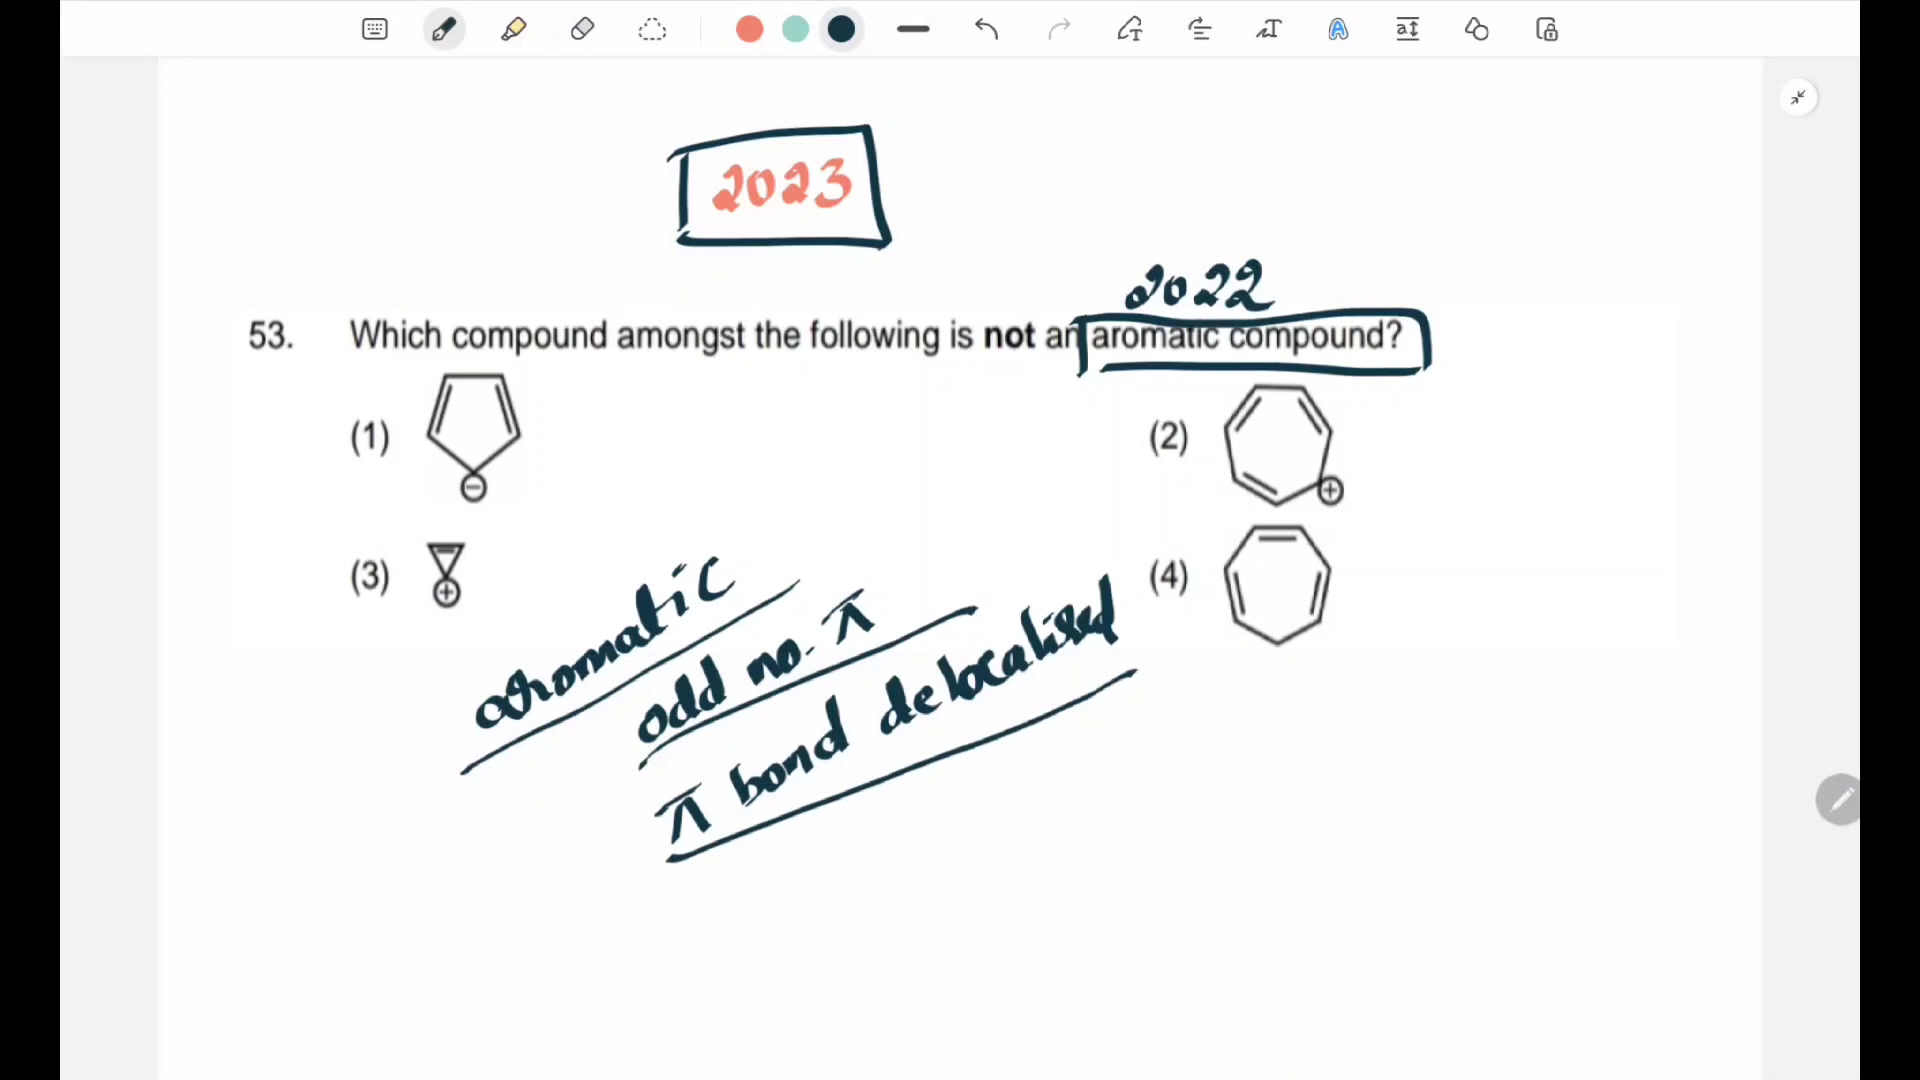 2023
2022
53. Which compound amongst the following is not an aromatic compound?
(1)
(2)
(3)
(4)
aromatic
odd no. π
π bond delocalised